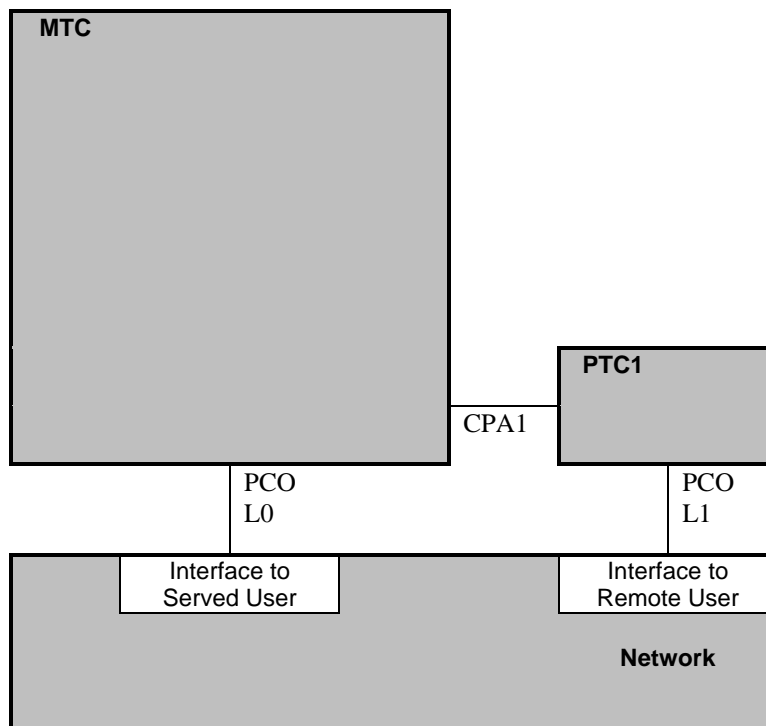 MTC
PTC1
CPA1
PCO
L0
PCO
L1
Interface to
Served User
Interface to
Remote User
Network